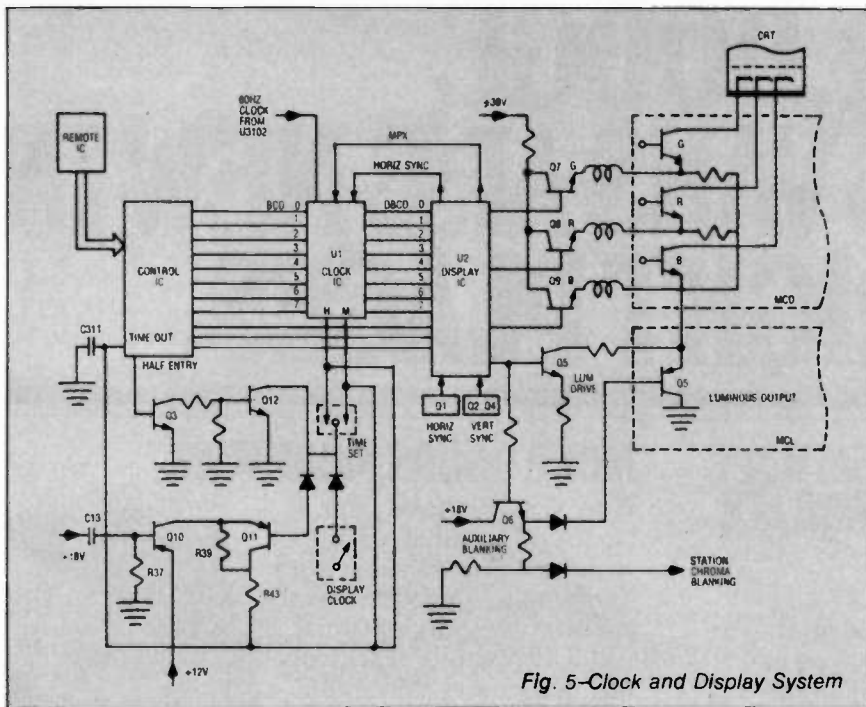 CRT
60HZ
CLOCK
FROM
U3102
+30V
REMOTE
IC
MPX
HORIZ SYNC
Q7
G
G
BCD 0
1
2
3
4
5
6
7
DBCD 0
1
2
3
4
5
6
7
CONTROL
IC
U1
CLOCK
IC
U2
DISPLAY
IC
Q8
R
R
Q9
B
B
MCD
H
M
C311
TIME OUT
HALF ENTRY
Q5
LUM
DRIVE
Q5
LUMINOUS OUTPUT
MCL
Q3
Q12
TIME
SET
Q1
HORIZ
SYNC
Q2 Q4
VERT
SYNC
C13
+18V
Q10
Q11
R39
R37
R43
DISPLAY
CLOCK
+12V
+18V
Q6
AUXILIARY
BLANKING
STATION
CHROMA
BLANKING
Fig. 5–Clock and Display System